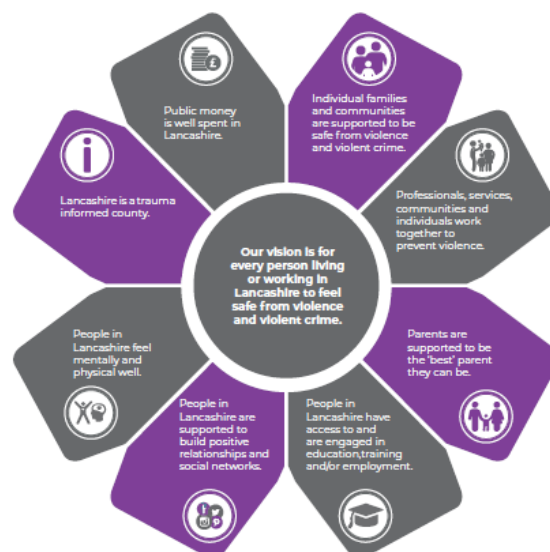 Public money
is well spent in
Lancashire.
Individual families
and communities
are supported to be
safe from violence
and violent crime.
Lancashire is a trauma
informed county.
Professionals, services,
communities and
individuals work
together to
prevent violence.
Our vision is for
every person living
or working in
Lancashire to feel
safe from violence
and violent crime.
People in
Lancashire feel
mentally and
physical well.
Parents are
supported to be
the ‘best’ parent
they can be.
People in
Lancashire are
supported to
build positive
relationships and
social networks.
People in
Lancashire have
access to and
are engaged in
education,training
and/or employment.